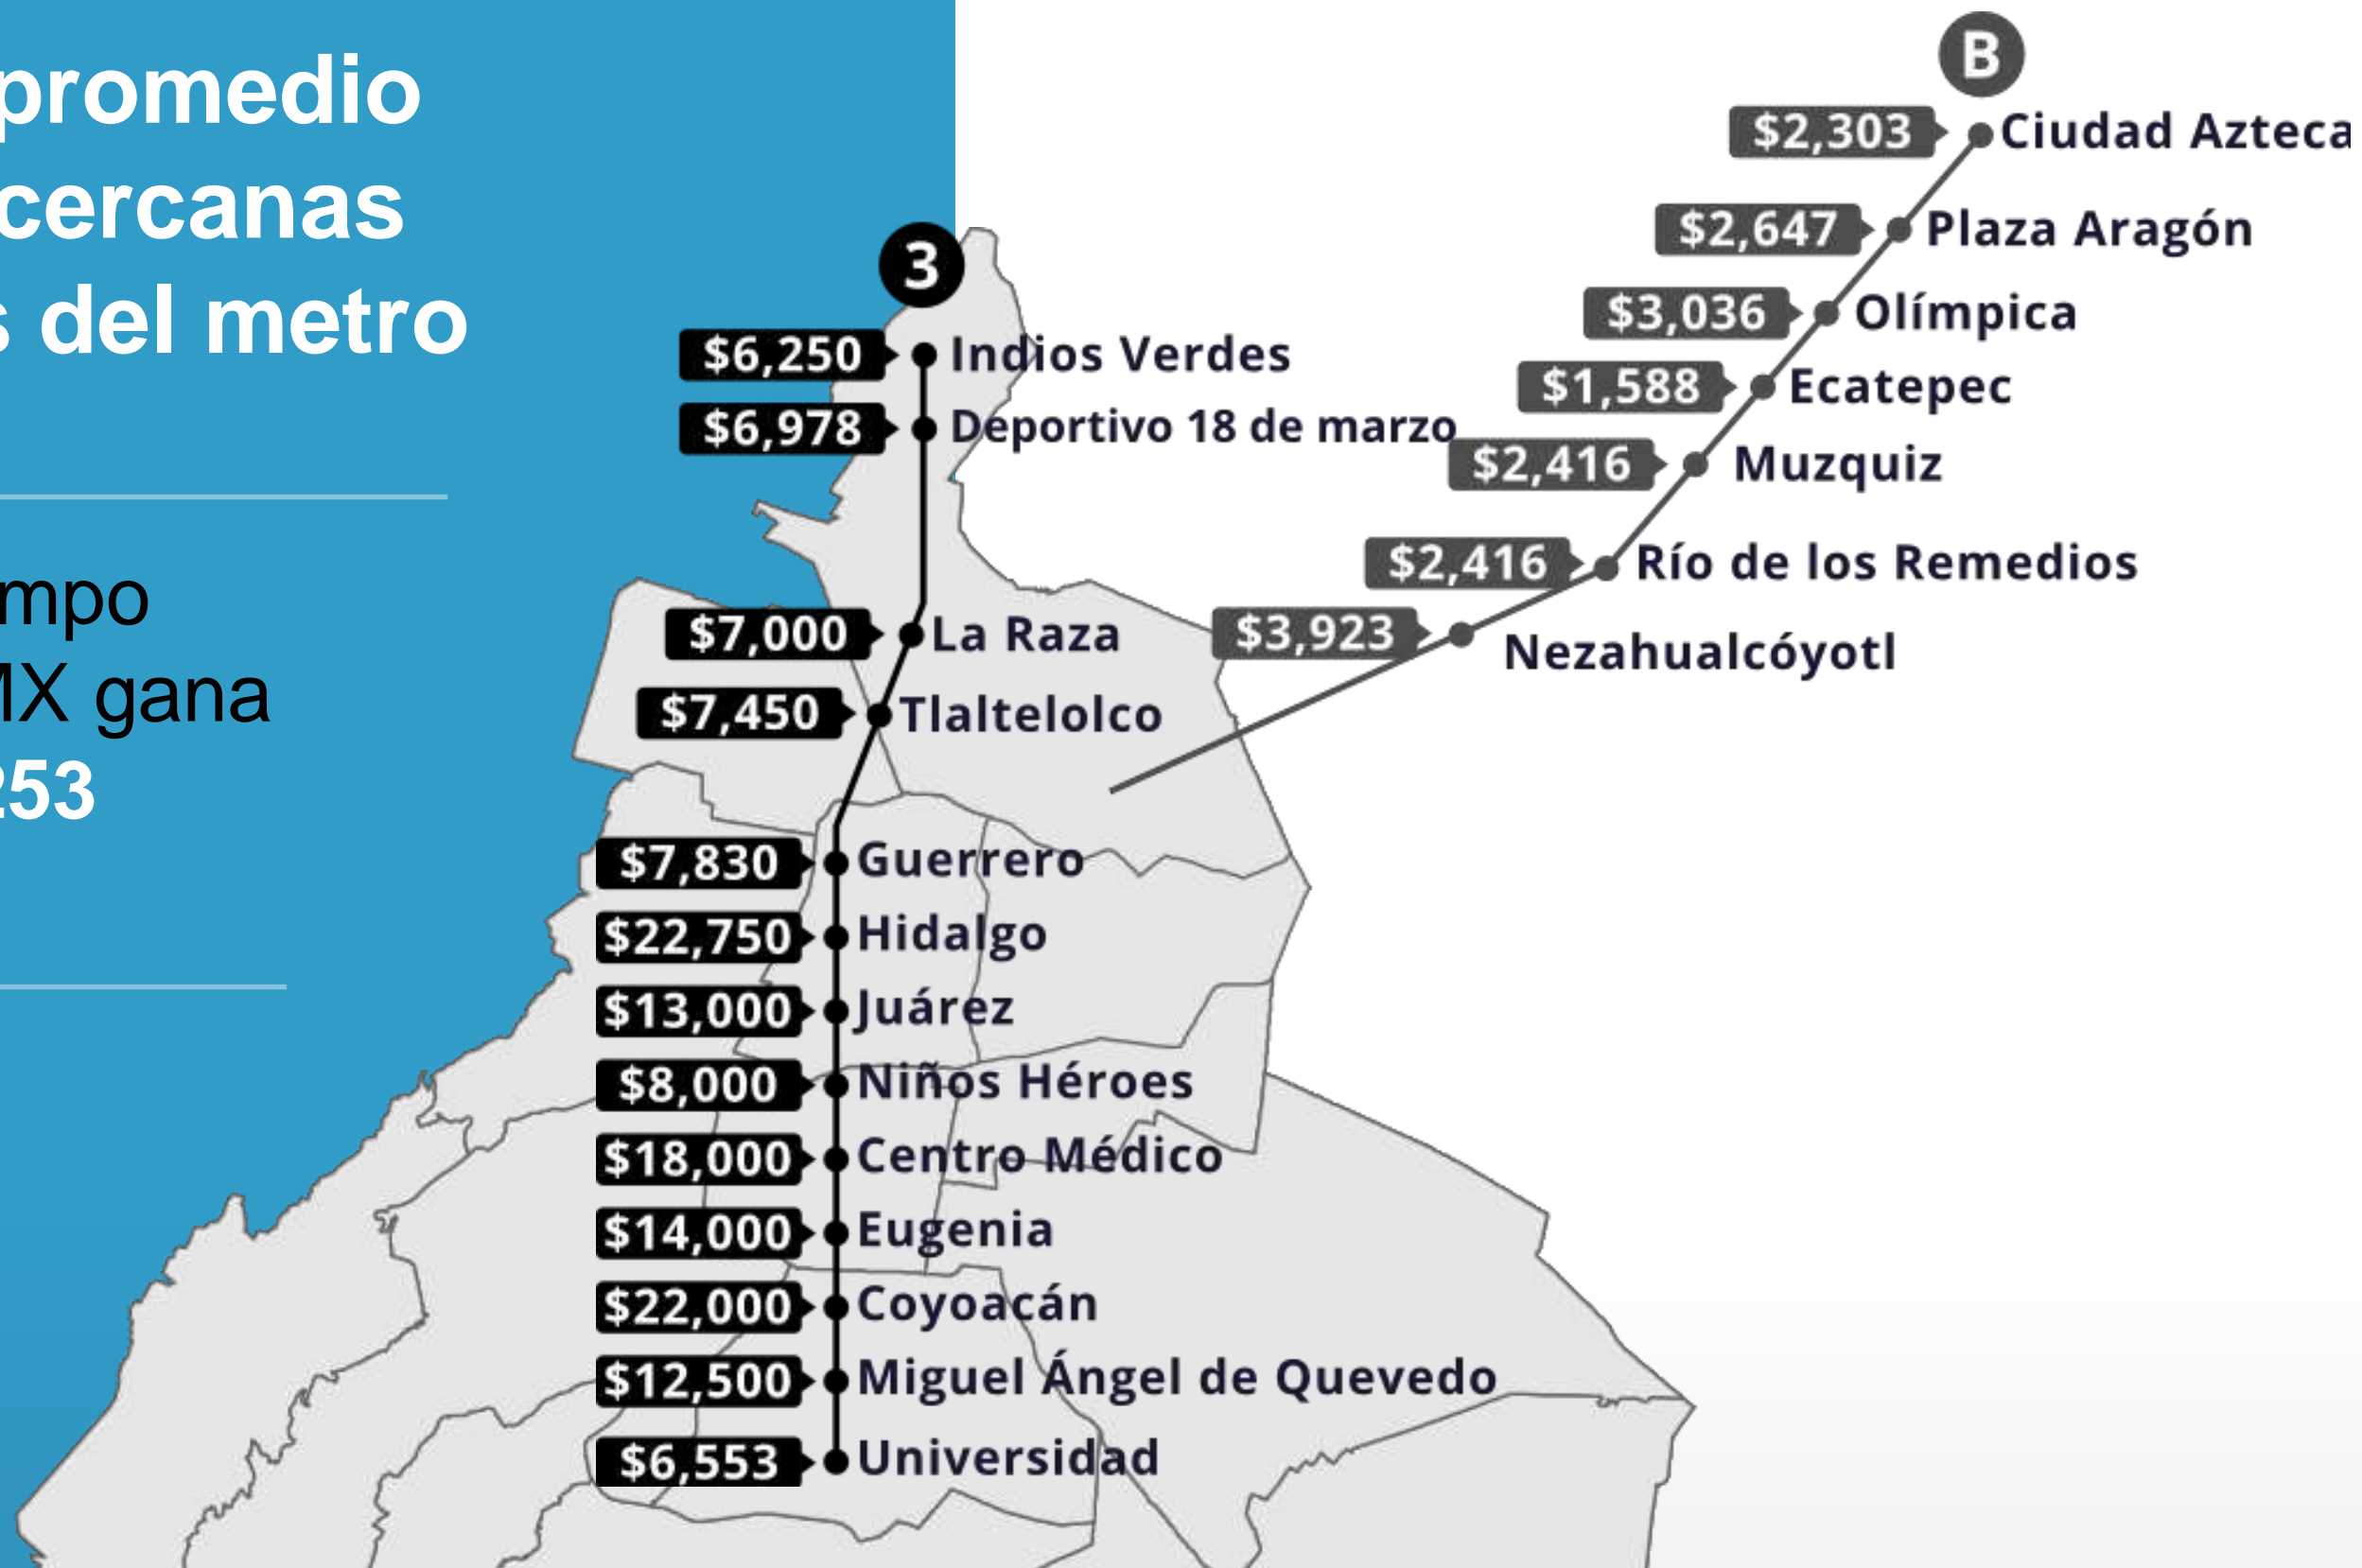 promedio
cercanas
s del metro
mpo
MX gana
253
3
$6,250 Indios Verdes
$6,978 Deportivo 18 de marzo
$7,000 La Raza
$7,450 Tlaltelolco
$7,830 Guerrero
$22,750 Hidalgo
$13,000 Juárez
$8,000 Niños Héroes
$18,000 Centro Médico
$14,000 Eugenia
$22,000 Coyoacán
$12,500 Miguel Ángel de Quevedo
$6,553 Universidad
B
$2,303 Ciudad Azteca
$2,647 Plaza Aragón
$3,036 Olímpica
$1,588 Ecatepec
$2,416 Muzquiz
$2,416 Río de los Remedios
$3,923 Nezahualcóyotl